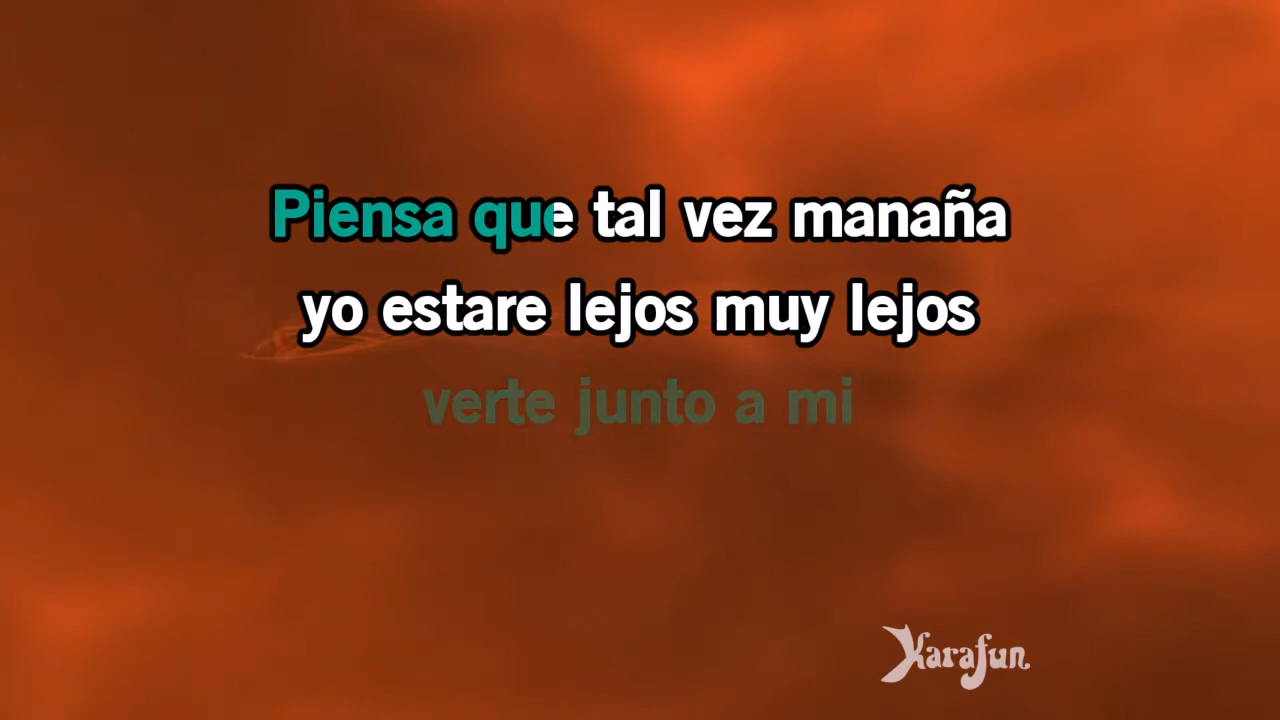 Piensa que tal vez manaña
yo estare lejos muy lejos
verte junto a mi
Karafun